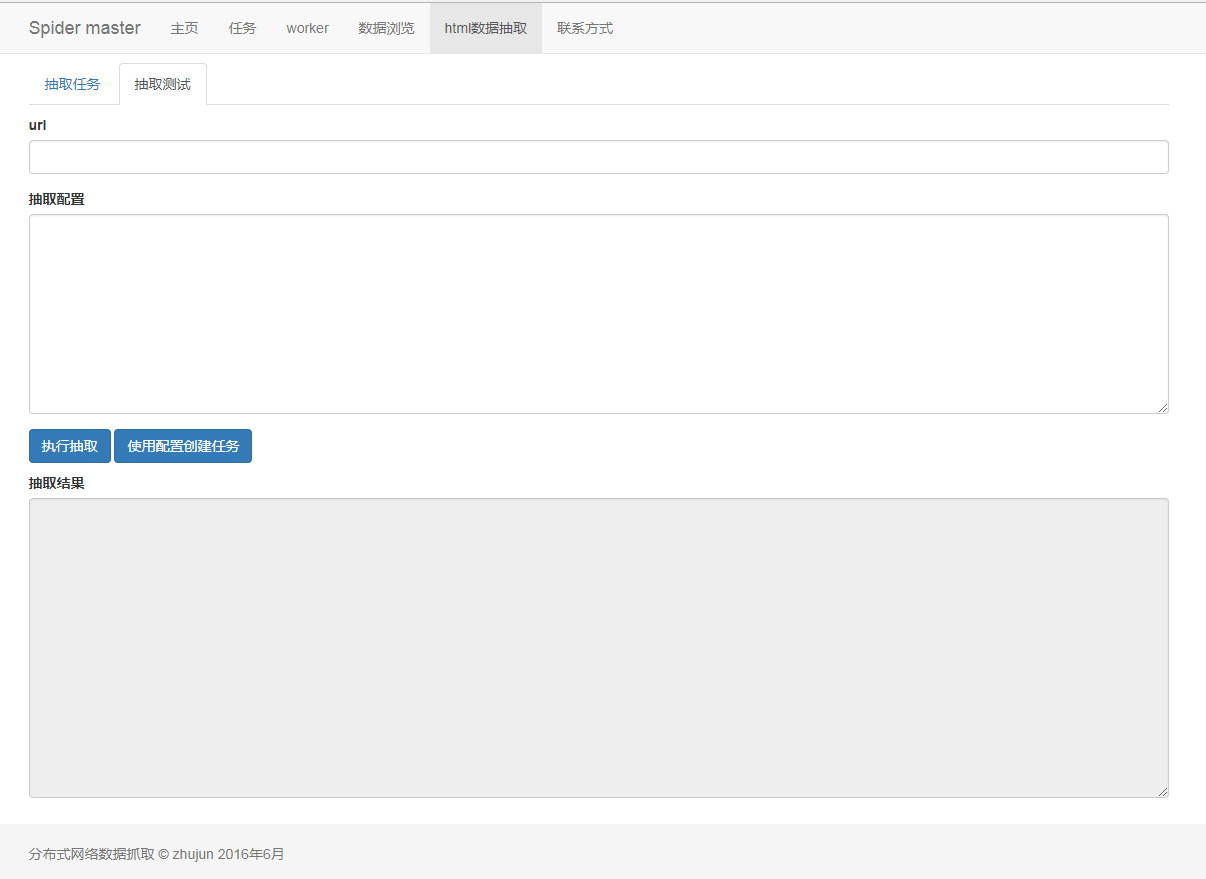 Spider master 主页 任务 worker 数据浏览 html数据抽取 联系方式
抽取任务 抽取测试
url
抽取配置
执行抽取 使用配置创建任务
抽取结果
分布式网络数据抓取 © zhujun 2016年6月